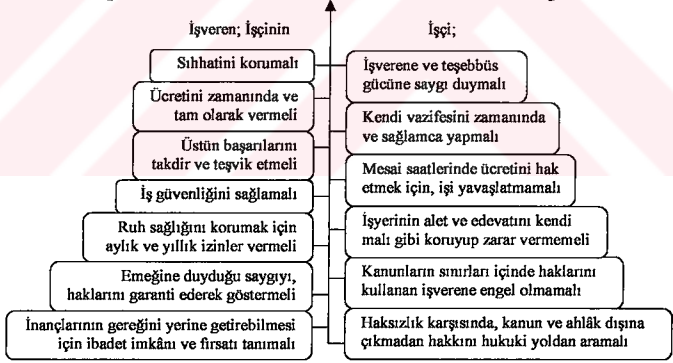 İşveren; İşçinin
Sıhhatini korumalı
Ücretini zamanında ve
tam olarak vermeli
Üstün başarılarını
takdir ve teşvik etmeli
İş güvenliğini sağlamalı
Ruh sağlığını korumak için
aylık ve yıllık izinler vermeli
Emeğine duyduğu saygıyı,
haklarını garanti ederek göstermeli
İnançlarının gereğini yerine getirebilmesi
için ibadet imkânı ve fırsatı tanımalı
İşçi;
İşverene ve teşebbüs
gücüne saygı duymalı
Kendi vazifesini zamanında
ve sağlamca yapmalı
Mesai saatlerinde ücretini hak
etmek için, işi yavaşlatmamalı
İşyerinin alet ve edevatını kendi
malı gibi koruyup zarar vermemeli
Kanunların sınırları içinde haklarını
kullanan işverene engel olmamalı
Haksızlık karşısında, kanun ve ahlâk dışına
çıkmadan hakkını hukuki yoldan aramalı